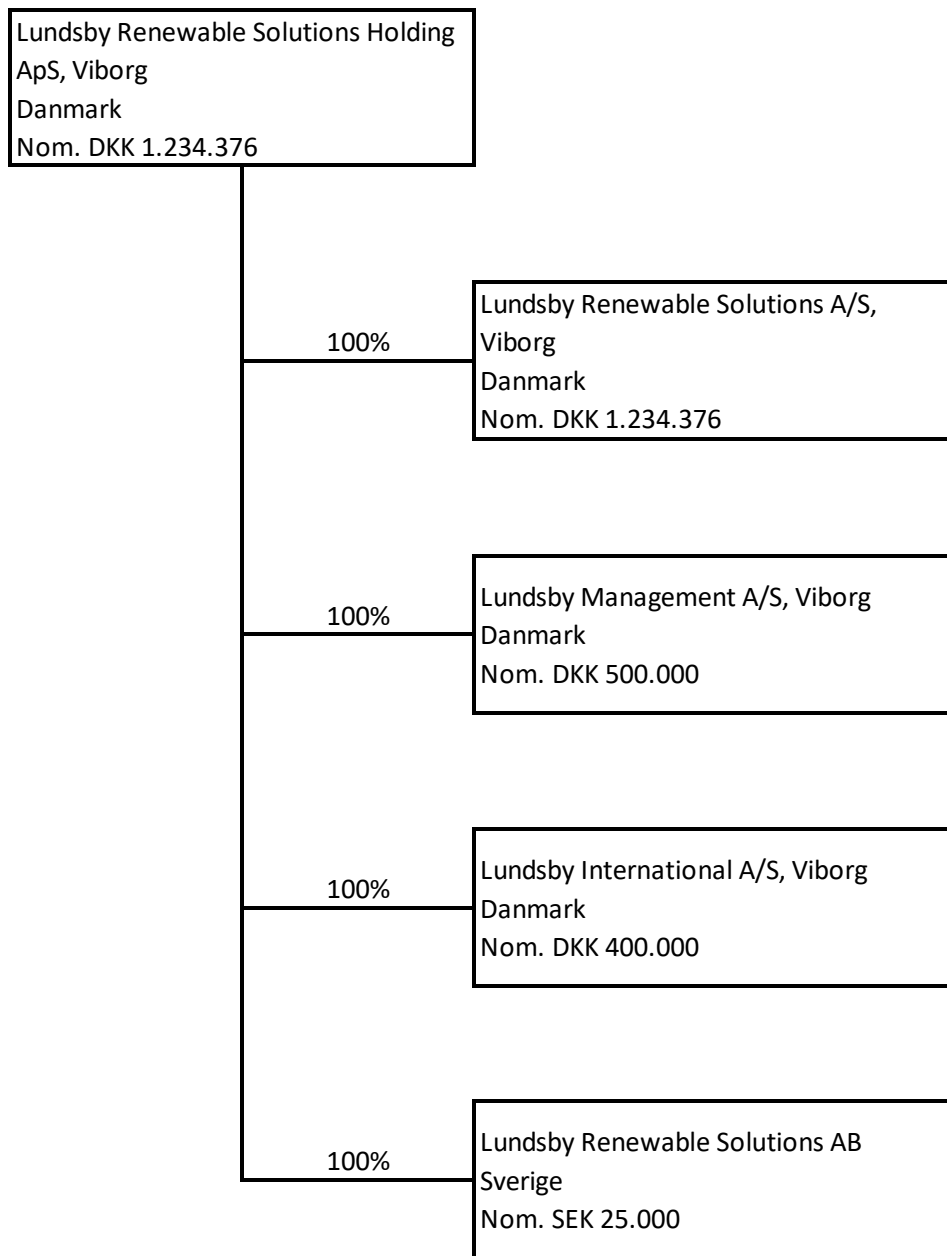 Lundsby Renewable Solutions Holding
ApS, Viborg
Danmark
Nom. DKK 1.234.376
100%
Lundsby Renewable Solutions A/S,
Viborg
Danmark
Nom. DKK 1.234.376
100%
Lundsby Management A/S, Viborg
Danmark
Nom. DKK 500.000
100%
Lundsby International A/S, Viborg
Danmark
Nom. DKK 400.000
100%
Lundsby Renewable Solutions AB
Sverige
Nom. SEK 25.000